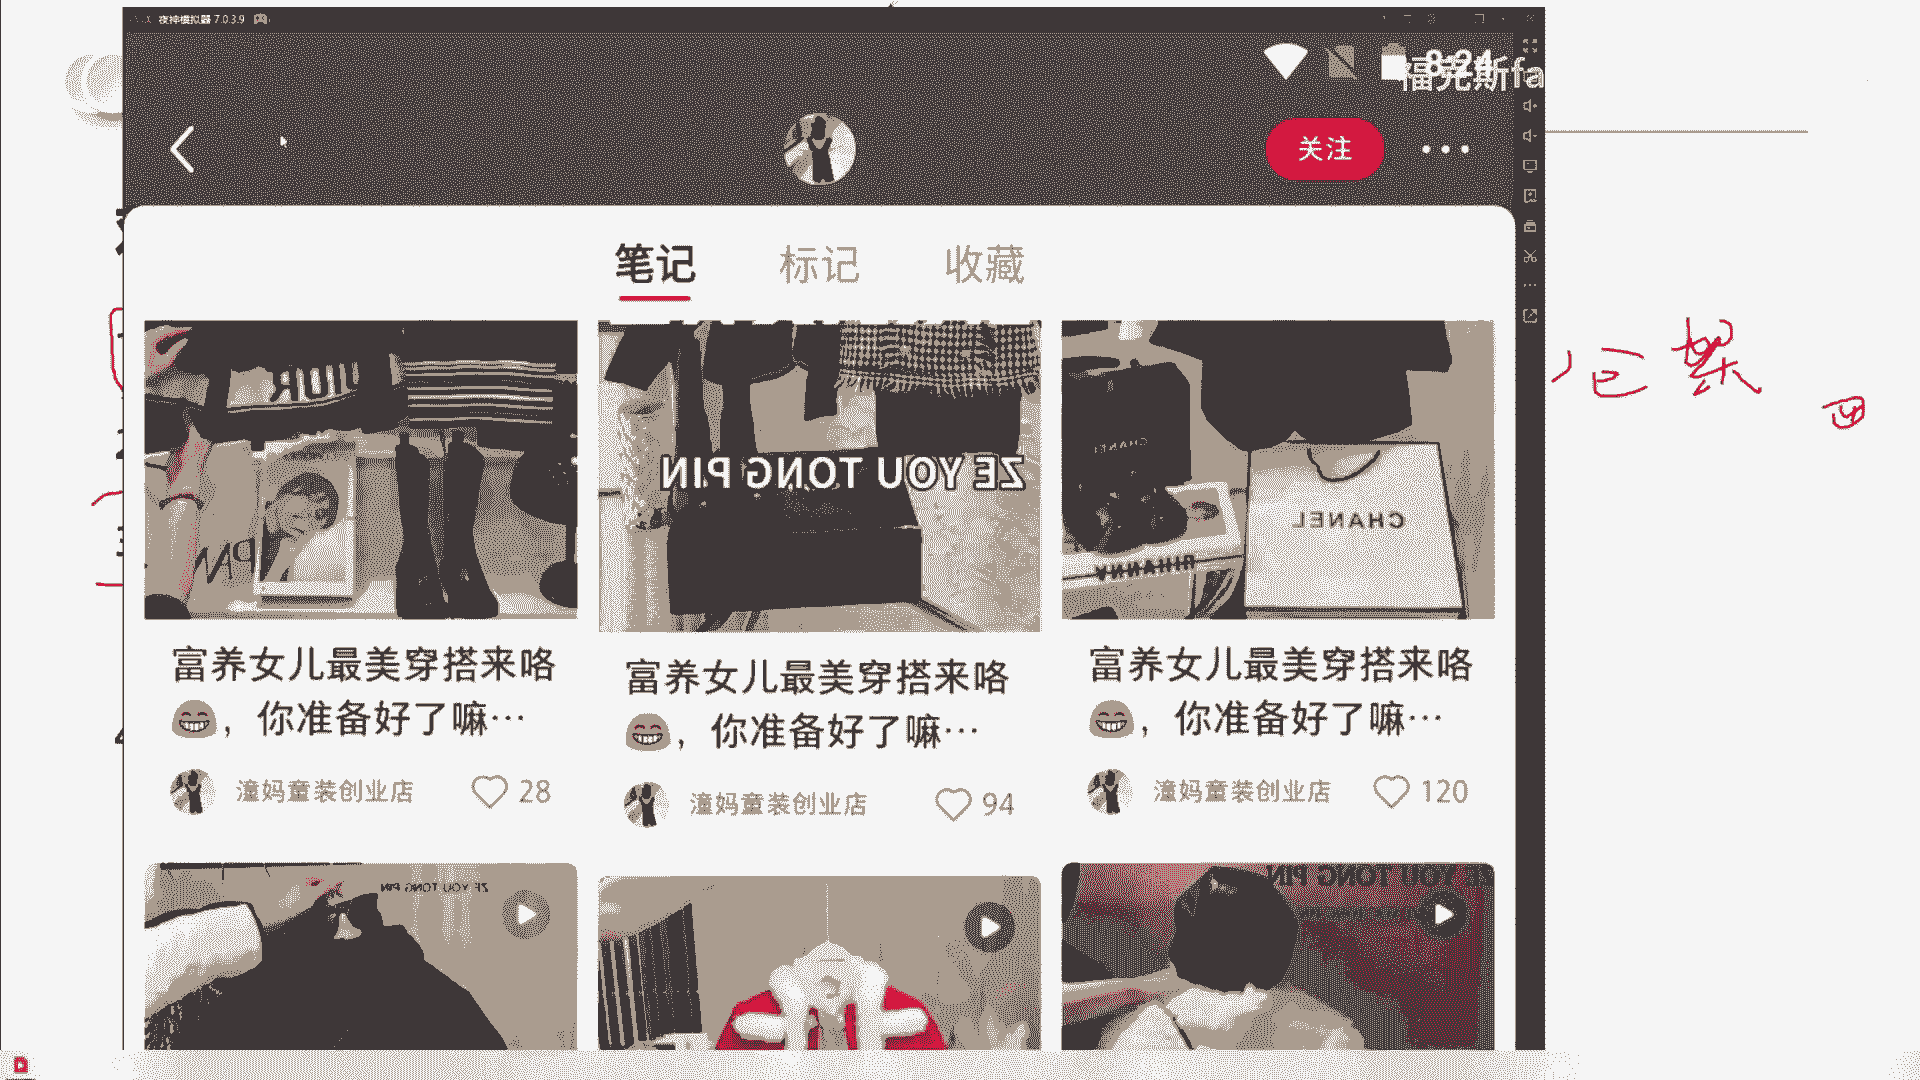 夜神模拟器 7.0.3.9
8:24
福克斯fa
关注
笔记
标记
收藏
ZE YOU TONG PIN
CHANEL
CHANEL
RIHANNA
富养女儿最美穿搭来咯
😁，你准备好了嘛…
潼妈童装创业店
28
富养女儿最美穿搭来咯
😁，你准备好了嘛…
潼妈童装创业店
94
富养女儿最美穿搭来咯
😁，你准备好了嘛…
潼妈童装创业店
120
ZE YOU TONG PIN
ZE YOU TONG PIN